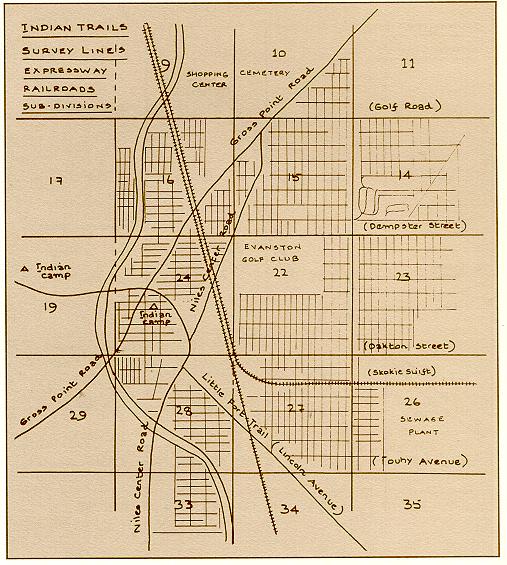 INDIAN TRAILS
SURVEY LINES
EXPRESSWAY
RAILROADS
SUB-DIVISIONS
9
10
11
SHOPPING
CENTER
CEMETERY
Gross Point Road
(Golf Road)
17
16
15
14
(Dempster Street)
Niles Center Road
EVANSTON
GOLF CLUB
24
22
23
Indian
camp
19
Indian
camp
(Oakton Street)
(Skokie Swift)
Gross Point Road
29
28
27
26
SEWAGE
PLANT
Little Fort Trail (Lincoln Avenue)
(Touhy Avenue)
Niles Center Road
33
34
35